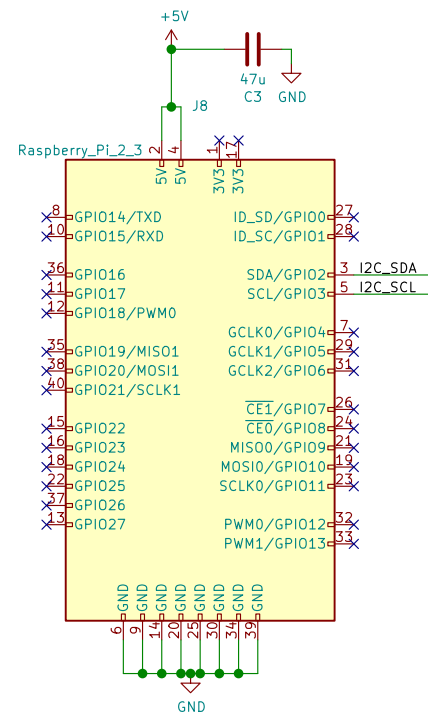 +5V
47u
C3
GND
J8
Raspberry_Pi_2_3
2 4 1 17
5V 5V 3V3 3V3
8 GPIO14/TXD ID_SD/GPIO0 27
10 GPIO15/RXD ID_SC/GPIO1 28
36 GPIO16 SDA/GPIO2 3 I2C_SDA
11 GPIO17 SCL/GPIO3 5 I2C_SCL
12 GPIO18/PWM0
GCLK0/GPIO4 7
35 GPIO19/MISO1 GCLK1/GPIO5 29
38 GPIO20/MOSI1 GCLK2/GPIO6 31
40 GPIO21/SCLK1
CE1/GPIO7 26
15 GPIO22 CE0/GPIO8 24
16 GPIO23 MISO0/GPIO9 21
18 GPIO24 MOSI0/GPIO10 19
22 GPIO25 SCLK0/GPIO11 23
37 GPIO26
13 GPIO27 PWM0/GPIO12 32
PWM1/GPIO13 33
GND GND GND GND GND GND GND GND
6 9 14 20 25 30 34 39
GND